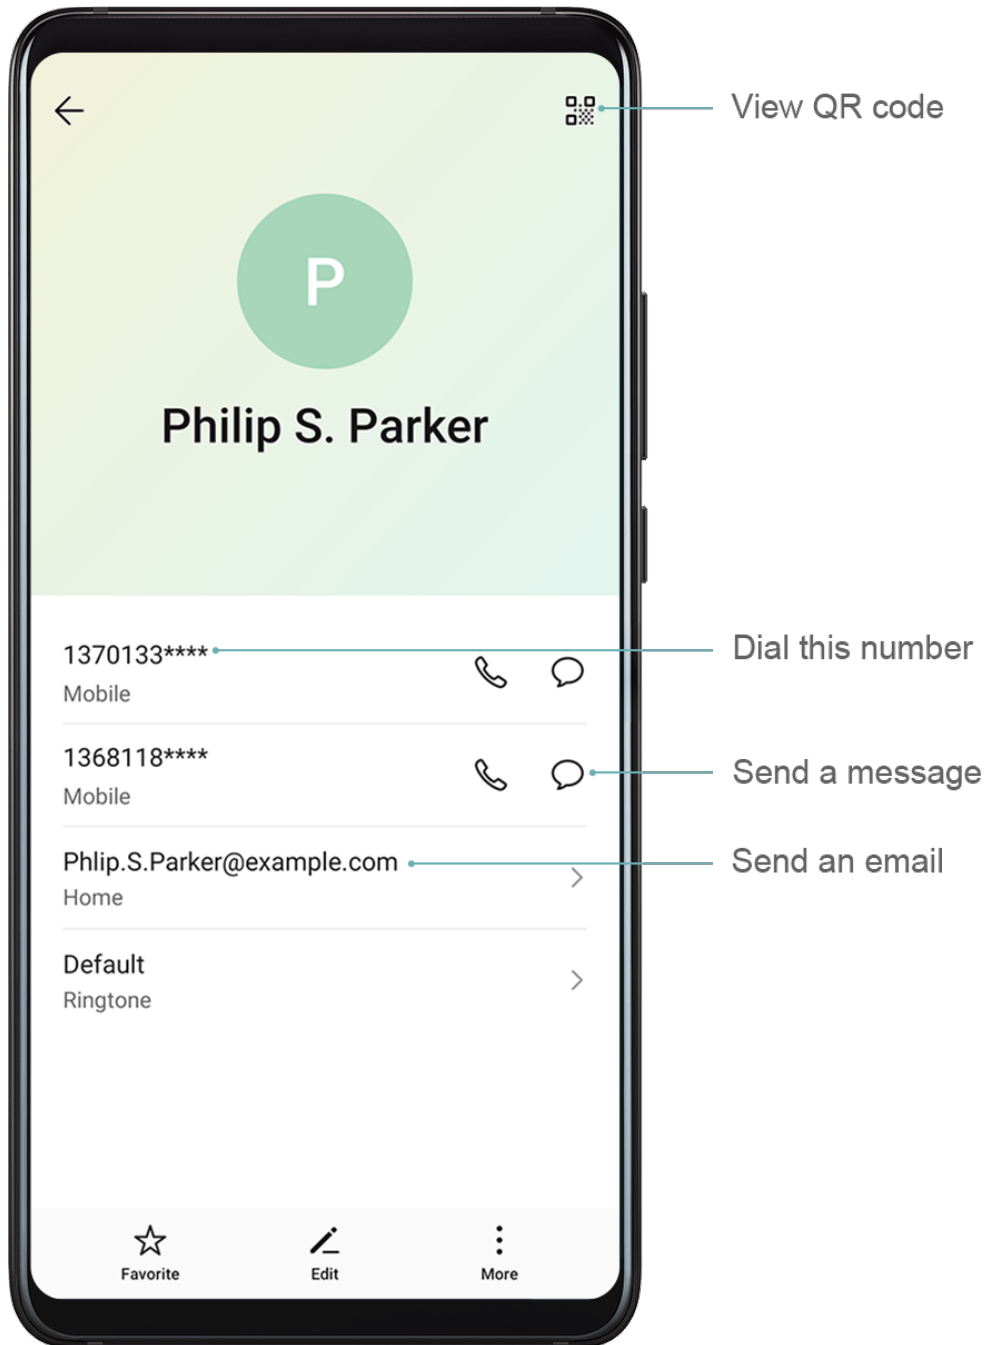 View QR code
P
Philip S. Parker
1370133****
Mobile
Dial this number
1368118****
Mobile
Send a message
Phlip.S.Parker@example.com
Home
Send an email
Default
Ringtone
Favorite
Edit
More